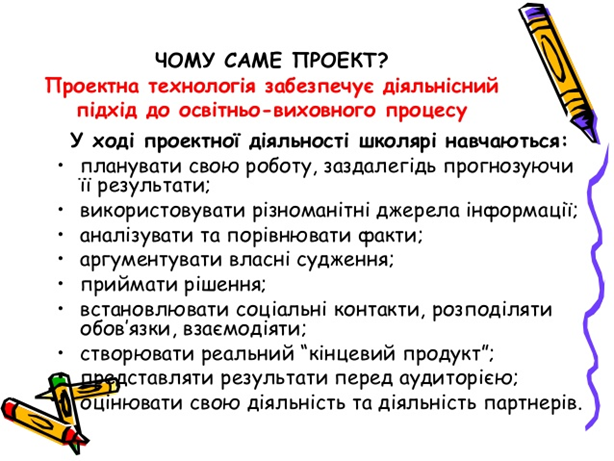 ЧОМУ САМЕ ПРОЕКТ?
Проектна технологія забезпечує діяльнісний
підхід до освітньо-виховного процесу
У ході проектної діяльності школярі навчаються:
• планувати свою роботу, заздалегідь прогнозуючи
її результати;
• використовувати різноманітні джерела інформації;
• аналізувати та порівнювати факти;
• аргументувати власні судження;
• приймати рішення;
• встановлювати соціальні контакти, розподіляти
обов’язки, взаємодіяти;
• створювати реальний “кінцевий продукт”;
представляти результати перед аудиторією;
оцінювати свою діяльність та діяльність партнерів.